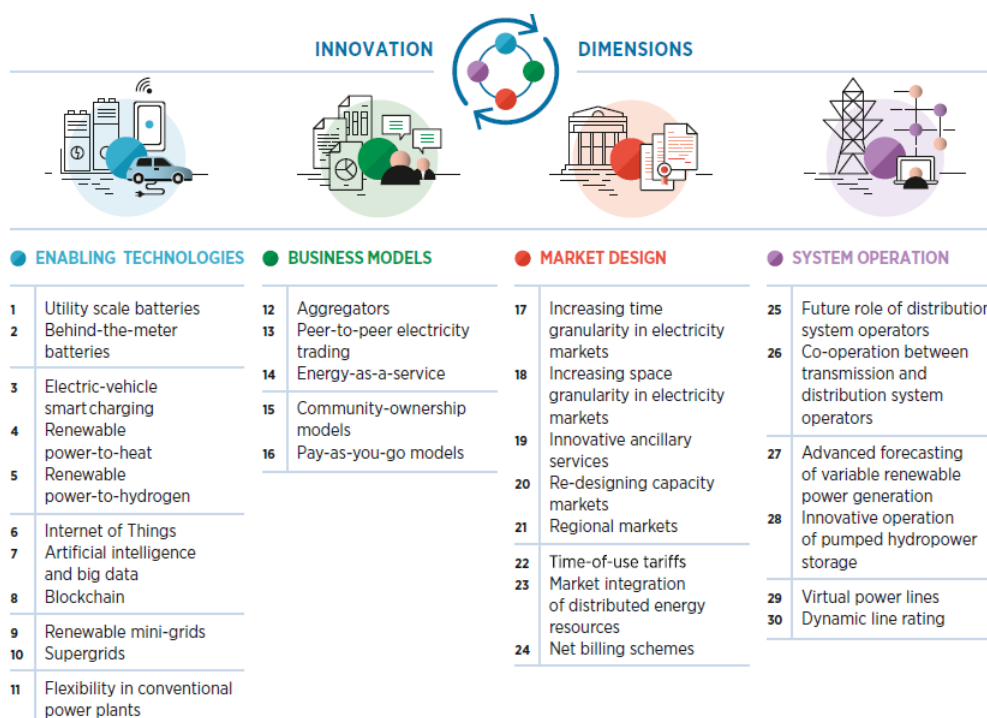 INNOVATION DIMENSIONS
ENABLING TECHNOLOGIES
1 Utility scale batteries
2 Behind-the-meter
batteries
3 Electric-vehicle
smart charging
4 Renewable
power-to-heat
5 Renewable
power-to-hydrogen
6 Internet of Things
7 Artificial intelligence
and big data
8 Blockchain
9 Renewable mini-grids
10 Supergrids
11 Flexibility in conventional
power plants
BUSINESS MODELS
12 Aggregators
13 Peer-to-peer electricity
trading
14 Energy-as-a-service
15 Community-ownership
models
16 Pay-as-you-go models
MARKET DESIGN
17 Increasing time
granularity in electricity
markets
18 Increasing space
granularity in electricity
markets
19 Innovative ancillary
services
20 Re-designing capacity
markets
21 Regional markets
22 Time-of-use tariffs
23 Market integration
of distributed energy
resources
24 Net billing schemes
SYSTEM OPERATION
25 Future role of distribution
system operators
26 Co-operation between
transmission and
distribution system
operators
27 Advanced forecasting
of variable renewable
power generation
28 Innovative operation
of pumped hydropower
storage
29 Virtual power lines
30 Dynamic line rating